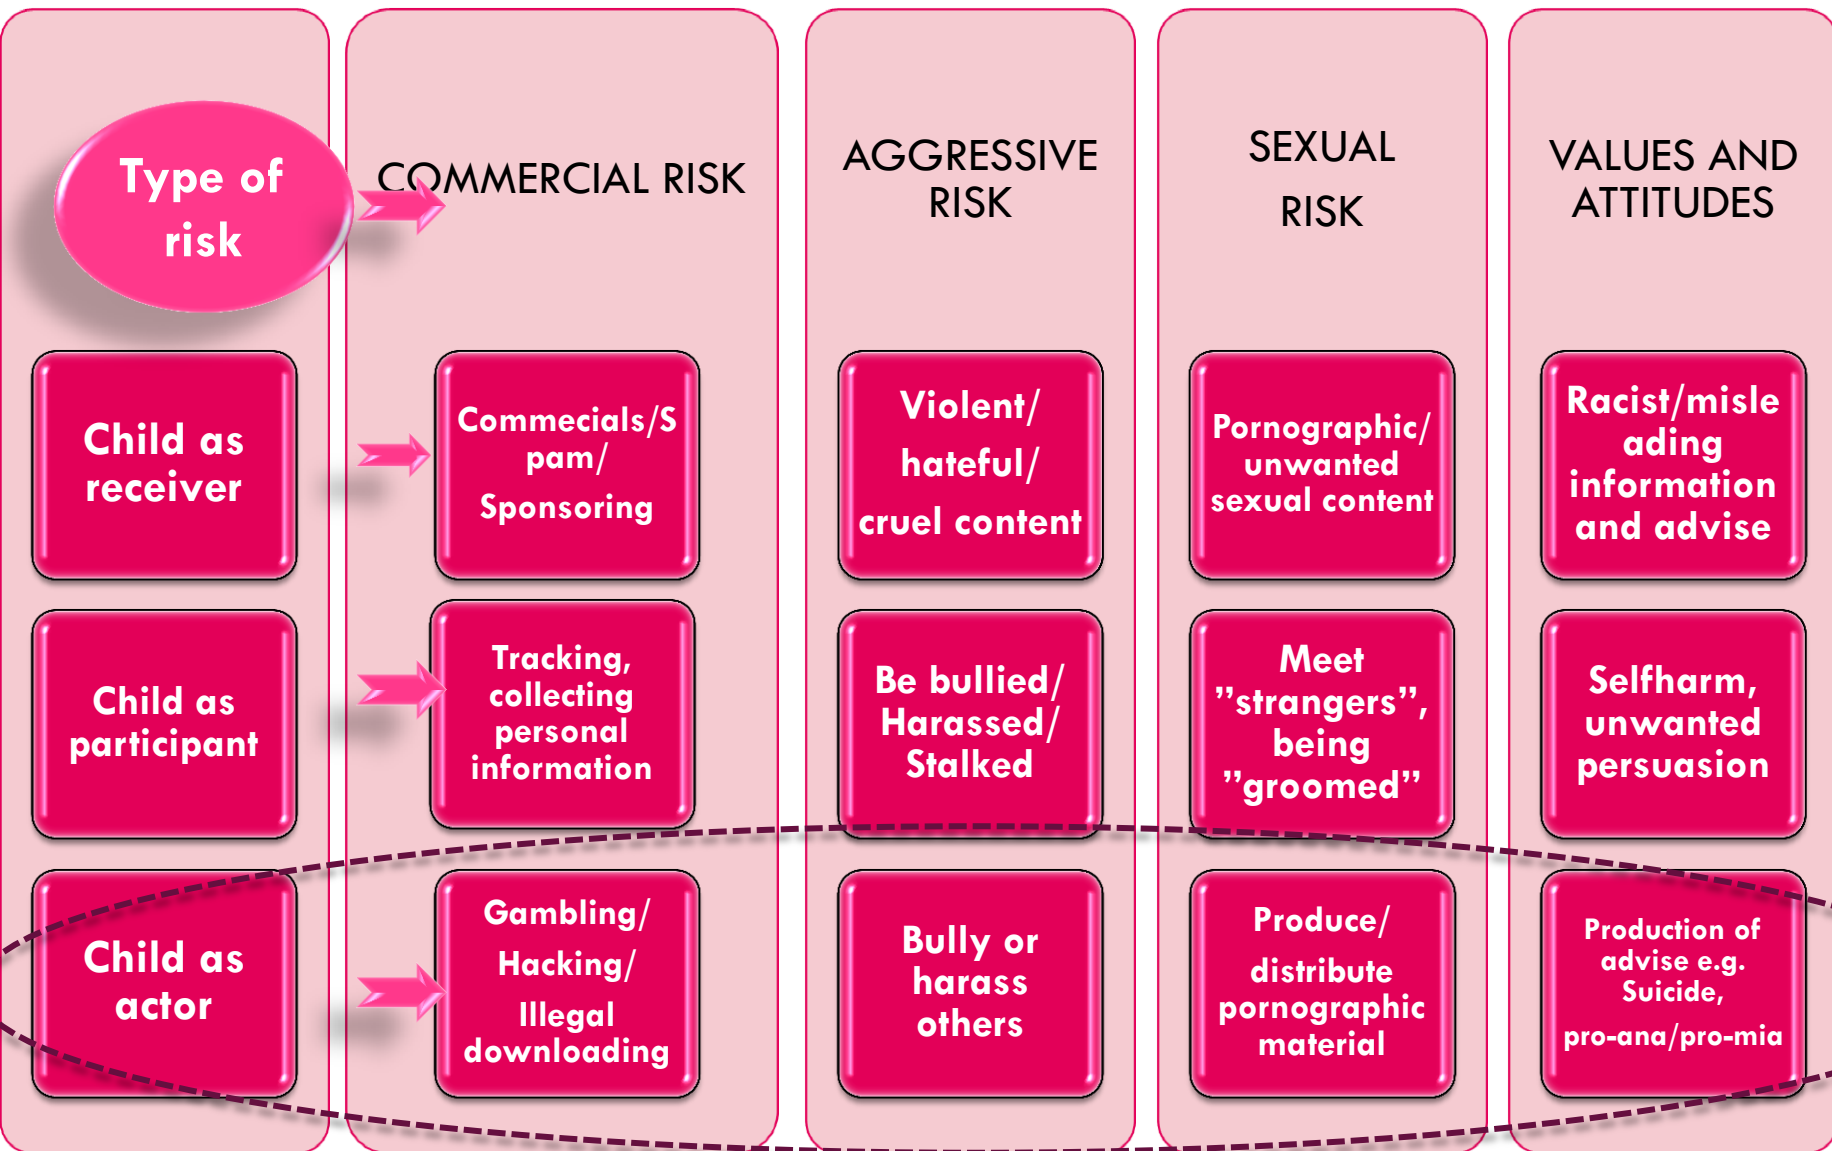 Type of
risk
COMMERCIAL RISK
AGGRESSIVE
RISK
SEXUAL
RISK
VALUES AND
ATTITUDES
Child as
receiver
Commecials/S
pam/
Sponsoring
Violent/
hateful/
cruel content
Pornographic/
unwanted
sexual content
Racist/misle
ading
information
and advise
Child as
participant
Tracking,
collecting
personal
information
Be bullied/
Harassed/
Stalked
Meet
”strangers”,
being
”groomed”
Selfharm,
unwanted
persuasion
Child as
actor
Gambling/
Hacking/
Illegal
downloading
Bully or
harass
others
Produce/
distribute
pornographic
material
Production of
advise e.g.
Suicide,
pro-ana/pro-mia